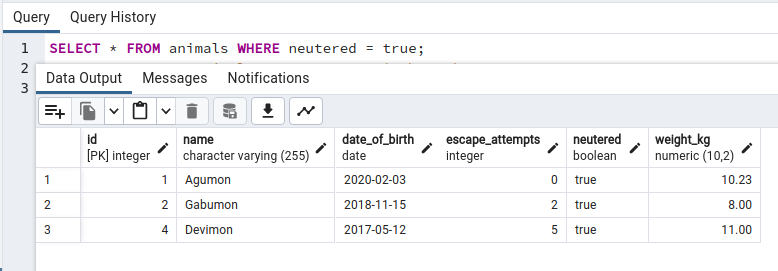 Query Query History
1 SELECT * FROM animals WHERE neutered = true;
2
3
Data Output Messages Notifications
id name date_of_birth escape_attempts neutered weight_kg
[PK] integer character varying (255) date integer boolean numeric (10,2)
1 1 Agumon 2020-02-03 0 true 10.23
2 2 Gabumon 2018-11-15 2 true 8.00
3 4 Devimon 2017-05-12 5 true 11.00